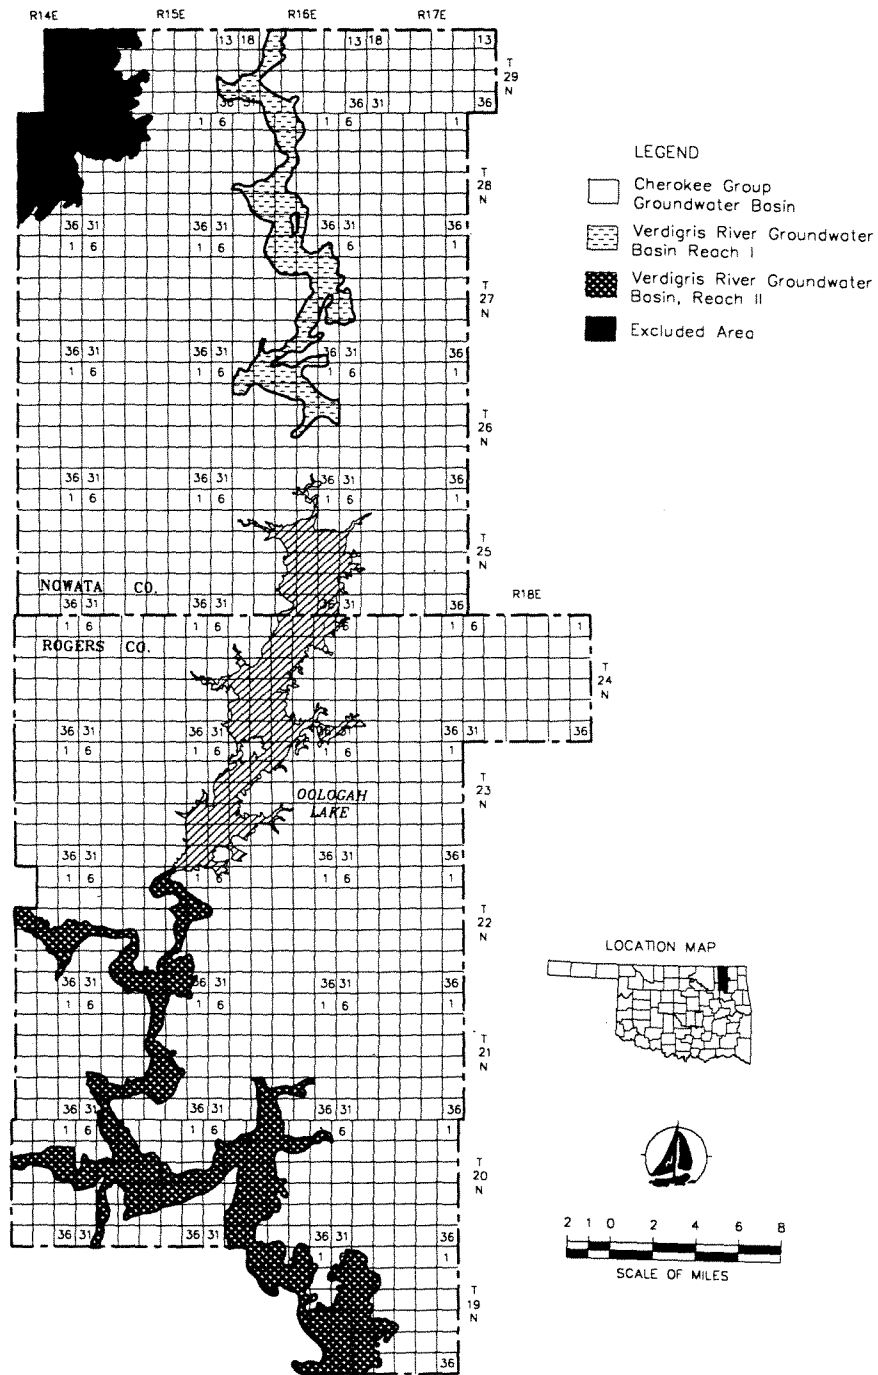 R14E R15E R16E R17E
13 18 13 18 13
T
29
N
36 31 36 31 36
1 6 1 6 1
T
28
N
36 31 36 31 36 31 36
1 6 1 6 6 1
T
27
N
36 31 36 31 36 31 36
1 6 1 6 1 6 1
T
26
N
36 31 36 31 36 31 36
1 6 1 6 1 6 1
T
25
N
NOWATA CO.
R18E
36 31 36 31 36 31 36
1 6 1 6 6 1 6 1
ROGERS CO.
T
24
N
36 31 36 31 36 31 36
1 6 1 6 1 6 1
T
23
N
OOLOGAH
LAKE
36 31 36 31 36
1 6 1 6 1 6 1
T
22
N
36 31 36 31 36 31 36
1 6 1 6 1 6 1
T
21
N
36 31 36 31 36 31 36
1 6 1 6 6 1
T
20
N
36 31 36 31 36
1 6 1
T
19
N
36
LEGEND
Cherokee Group
Groundwater Basin
Verdigris River Groundwater
Basin Reach I
Verdigris River Groundwater
Basin, Reach II
Excluded Area
LOCATION MAP
2 1 0 2 4 6 8
SCALE OF MILES